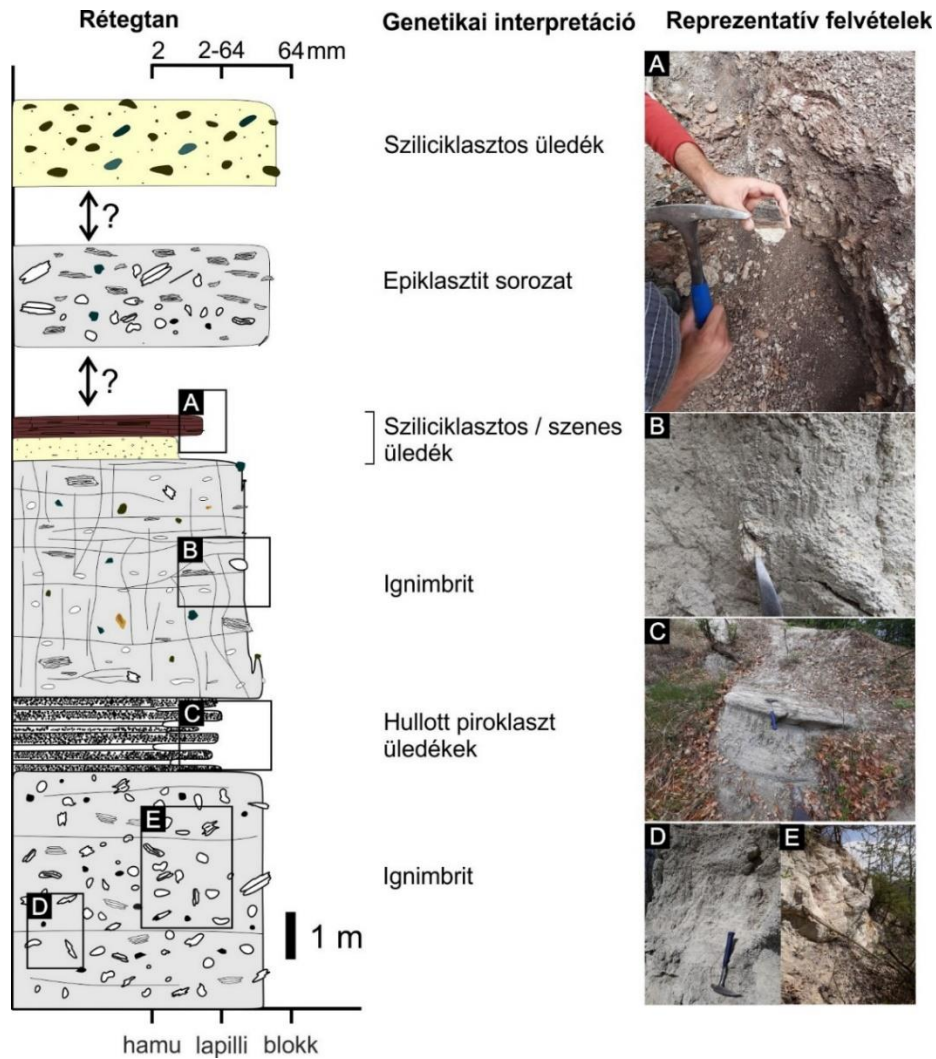 Rétegtan
Genetikai interpretáció
Reprezentatív felvételek
2 2-64 64 mm
A
Sziliciklasztos üledék
?
Epiklasztit sorozat
?
A
Sziliciklasztos / szenes
üledék
B
B
Ignimbrit
C
C
Hullott piroklaszt
üledékek
D
E
E
Ignimbrit
D
1 m
hamu lapilli blokk